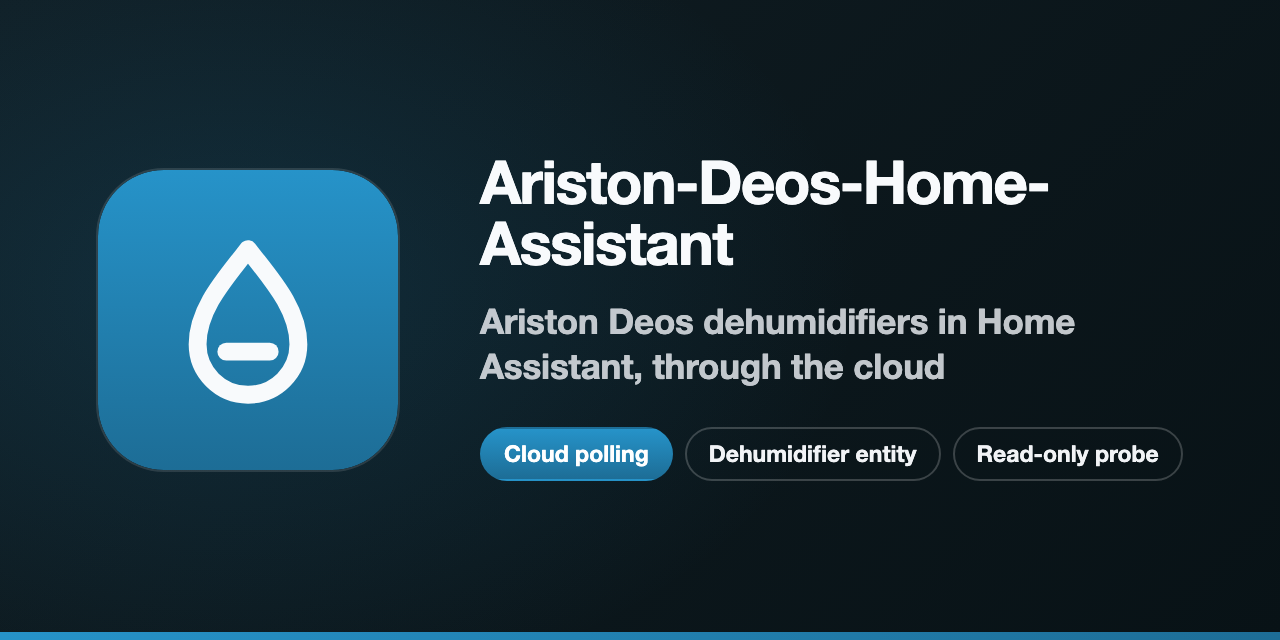 Ariston-Deos-Home-
Assistant
Ariston Deos dehumidifiers in Home
Assistant, through the cloud
Cloud polling
Dehumidifier entity
Read-only probe